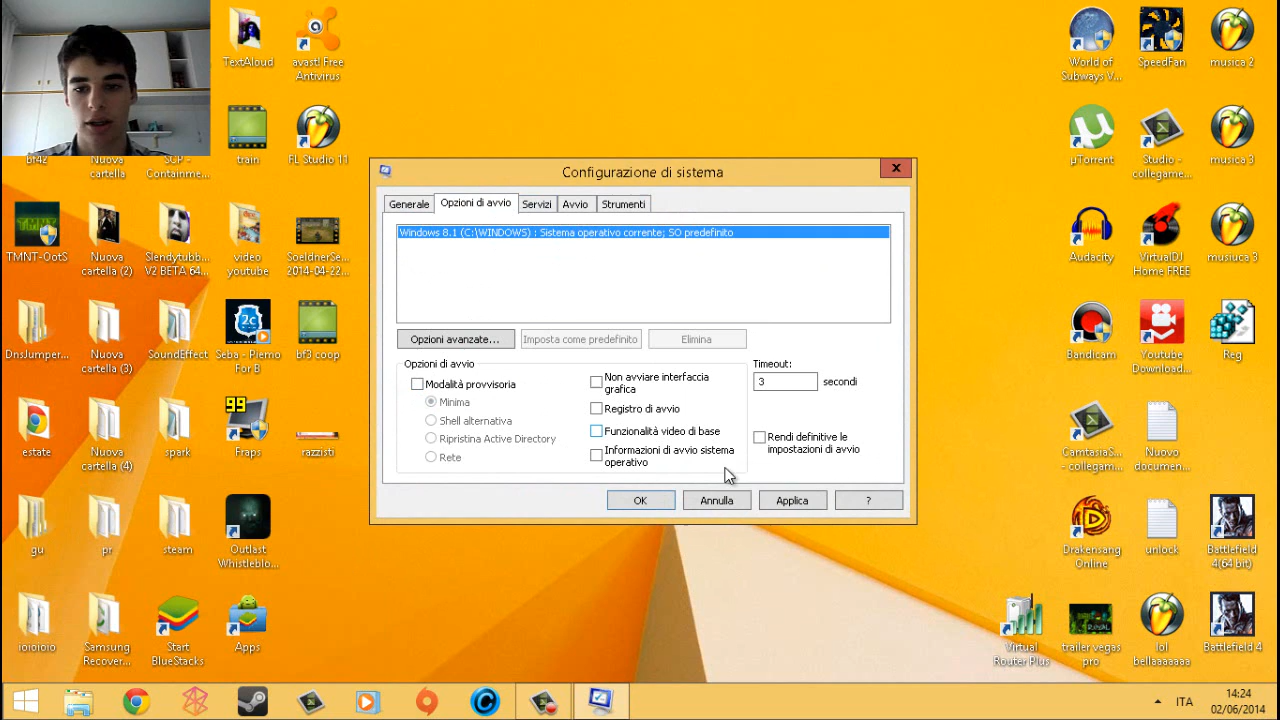 TextAloud
avast! Free
Antivirus
World of
Subways V...
SpeedFan
musica 2
bf42
Nuova
cartella
SCP -
Containme...
train
FL Studio 11
µTorrent
Studio -
collegame...
musica 3
Configurazione di sistema
x
Generale
Opzioni di avvio
Servizi
Avvio
Strumenti
Windows 8.1 (C:\WINDOWS) : Sistema operativo corrente; SO predefinito
Opzioni avanzate...
Imposta come predefinito
Elimina
Opzioni di avvio
Modalità provvisoria
Minima
Shell alternativa
Ripristina Active Directory
Rete
Non avviare interfaccia
grafica
Registro di avvio
Funzionalità video di base
Informazioni di avvio sistema
operativo
Timeout:
3
secondi
Rendi definitive le
impostazioni di avvio
OK
Annulla
Applica
?
TMNT-OotS
Nuova
cartella (2)
Slendytubb...
V2 BETA 64...
video
youtube
SoeldnerSe...
2014-04-22...
Audacity
VirtualDJ
Home FREE
musiuca 3
DnsJumper...
Nuova
cartella (3)
SoundEffect
2c
Seba - Piemo
For B
bf3 coop
Bandicam
Youtube
Download...
Reg
estate
Nuova
cartella (4)
spark
99
Fraps
razzisti
CamtasiaS...
- collegam...
Nuovo
documen...
gu
pr
steam
Outlast
Whistleblo...
Drakensang
Online
unlock
Battlefield
4(64 bit)
ioioioio
Samsung
Recover...
Start
BlueStacks
Apps
Virtual
Router Plus
trailer vegas
pro
lol
bellaaaaaa
Battlefield 4
ITA
14:24
02/06/2014